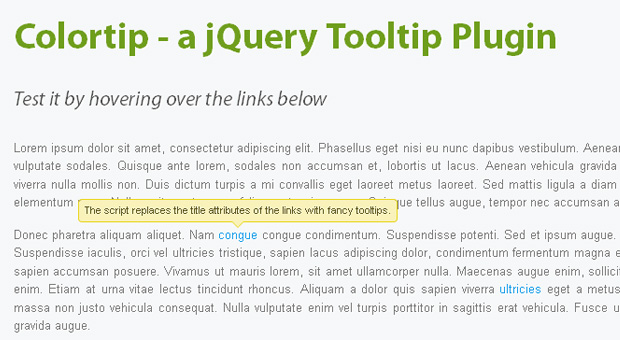 Colortip - a jQuery Tooltip Plugin
Test it by hovering over the links below
Lorem ipsum dolor sit amet, consectetur adipiscing elit. Phasellus eget nisi eu nunc dapibus vestibulum. Aenean
vulputate sodales. Quisque ante lorem, sodales non accumsan et, lobortis ut lacus. Aenean vehicula gravida
viverra nulla mollis non. Duis dictum turpis a mi convallis eget laoreet metus laoreet. Sed mattis ligula a diam
elementum tellus augue, tempor nec accumsan a
The script replaces the title attributes of the links with fancy tooltips.
Donec pharetra aliquam aliquet. Nam congue congue condimentum. Suspendisse potenti. Sed et ipsum augue.
Suspendisse iaculis, orci vel ultricies tristique, sapien lacus adipiscing dolor, condimentum fermentum magna e
sapien accumsan posuere. Vivamus ut mauris lorem, sit amet ullamcorper nulla. Maecenas augue enim, sollicit
enim. Etiam at urna vitae lectus tincidunt rhoncus. Aliquam a dolor quis sapien viverra ultricies eget a metus
massa non justo vehicula consequat. Nulla vulputate enim vel turpis porttitor in sagittis erat vehicula. Fusce u
gravida augue.